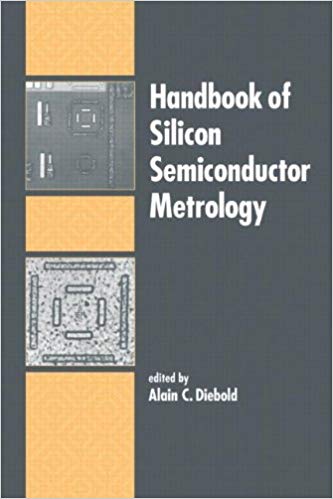 Handbook of
Silicon
Semiconductor
Metrology
edited by
Alain C. Diebold